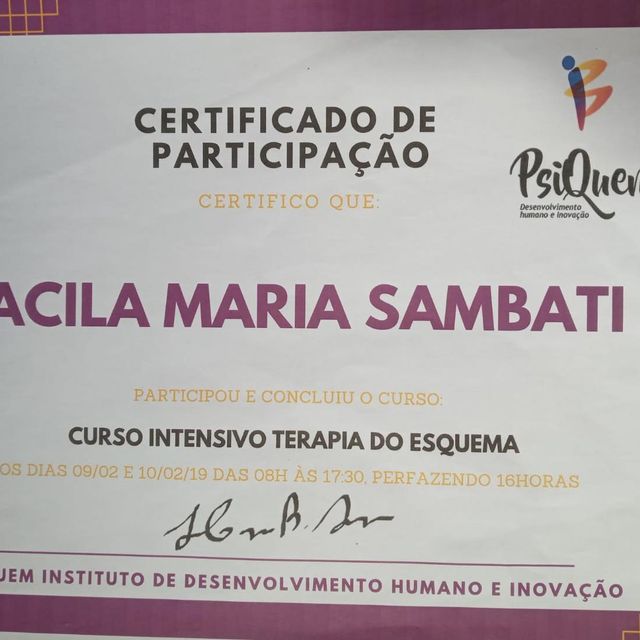 CERTIFICADO DE
PARTICIPAÇÃO
CERTIFICO QUE:
PsiQuem
Desenvolvimento
humano e inovação
ACILA MARIA SAMBATI
PARTICIPOU E CONCLUIU O CURSO:
CURSO INTENSIVO TERAPIA DO ESQUEMA
OS DIAS 09/02 E 10/02/19 DAS 08H ÀS 17:30, PERFAZENDO 16HORAS
UEM INSTITUTO DE DESENVOLVIMENTO HUMANO E INOVAÇÃO